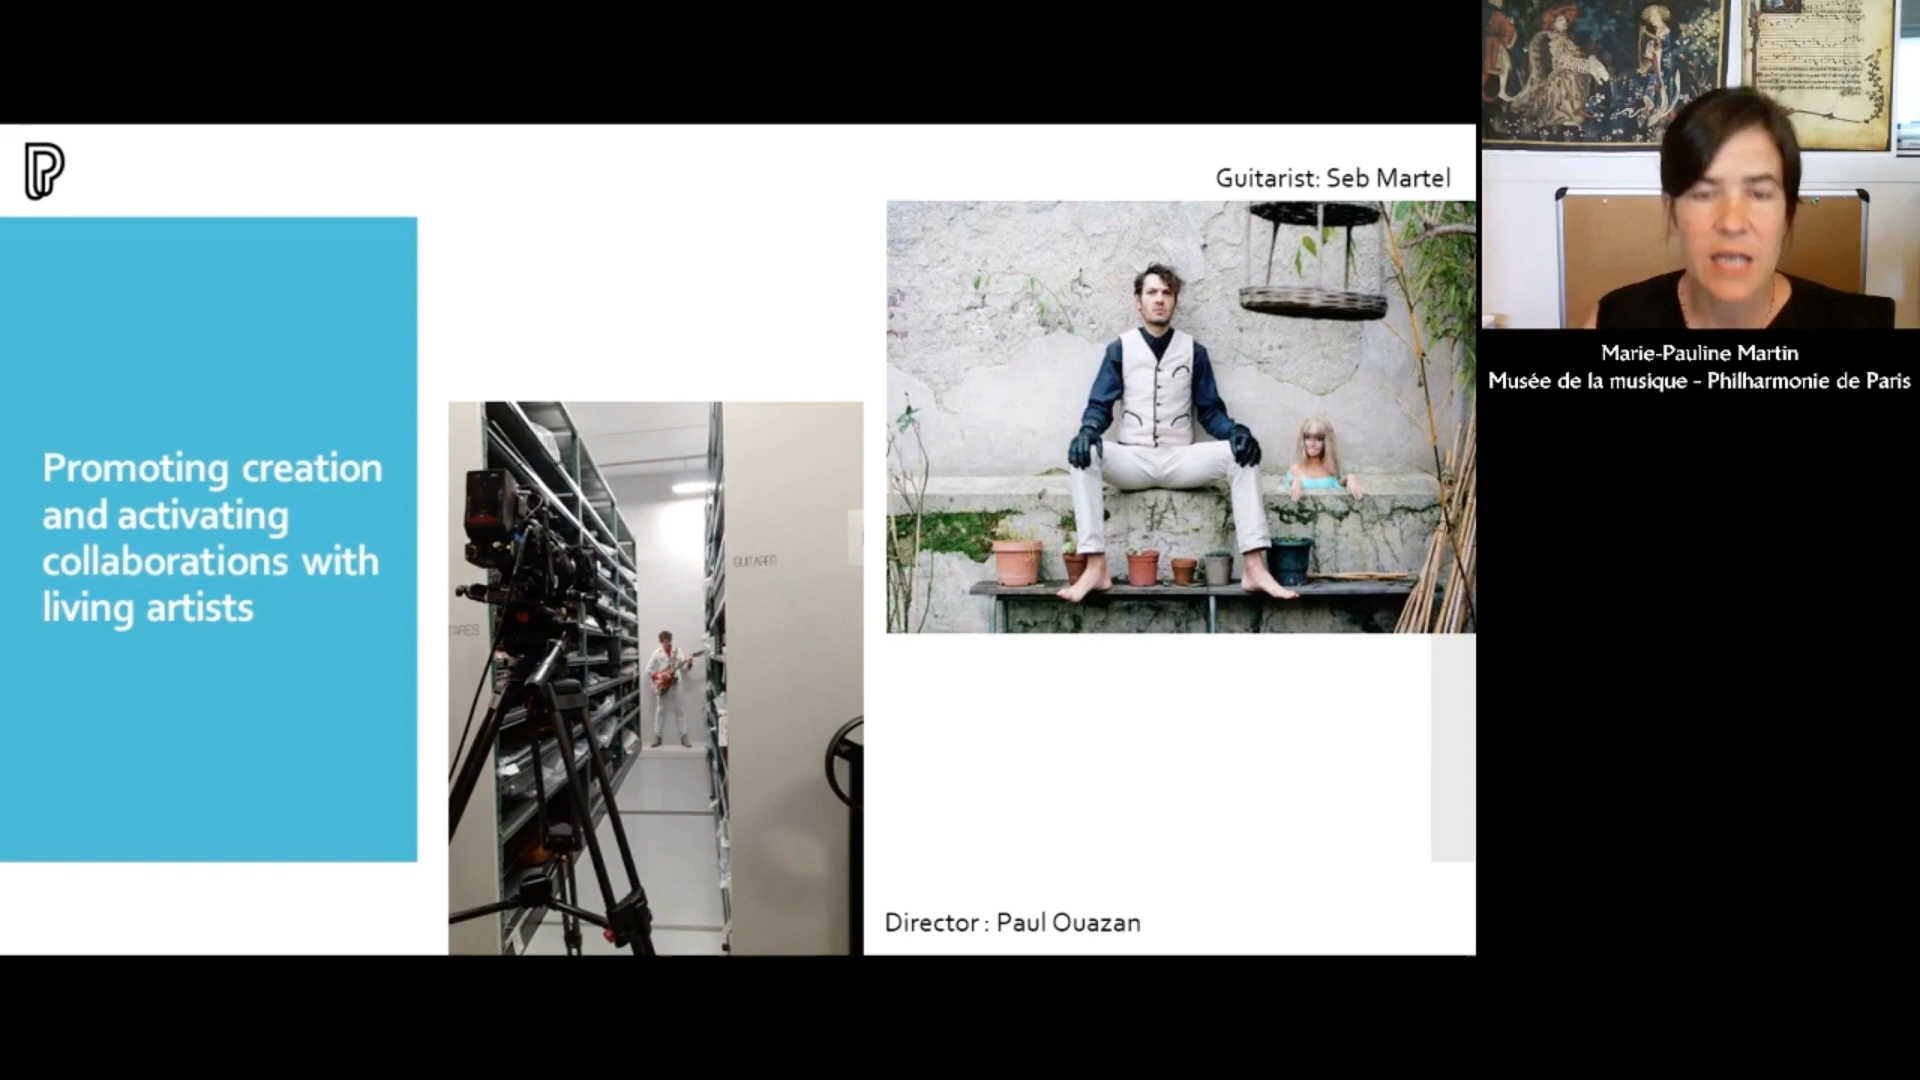 Guitarist: Seb Martel
Promoting creation
and activating
collaborations with
living artists
GUITARES
TARES
Director : Paul Ouazan
Marie-Pauline Martin
Musée de la musique - Philharmonie de Paris